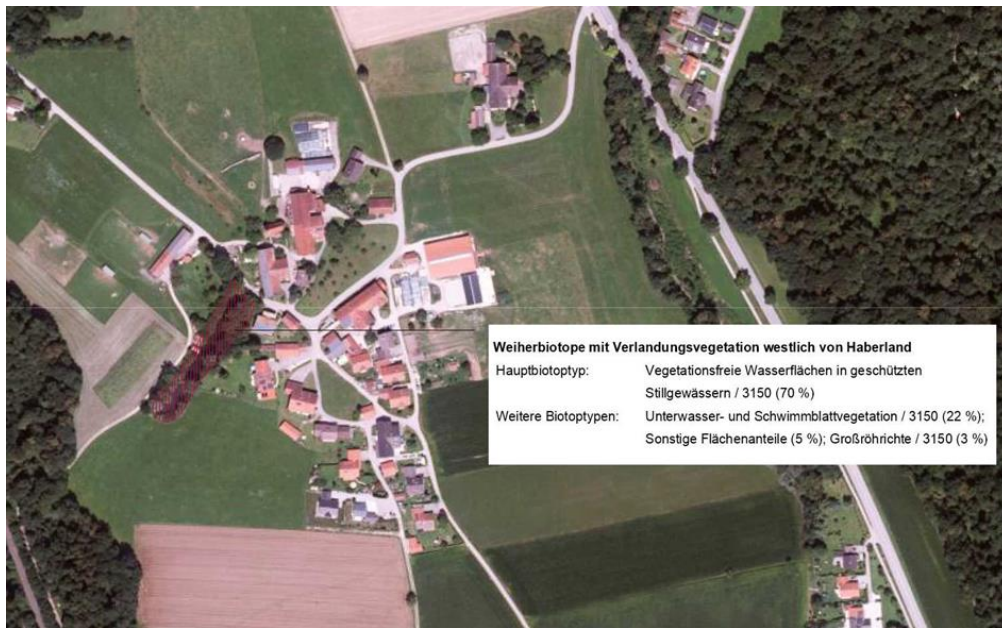 Weiherbiotope mit Verlandungsvegetation westlich von Haberland
Hauptbiotoptyp: Vegetationsfreie Wasserflächen in geschützten
Stillgewässern / 3150 (70 %)
Weitere Biotoptypen: Unterwasser- und Schwimmblattvegetation / 3150 (22 %);
Sonstige Flächenanteile (5 %); Großröhrichte / 3150 (3 %)